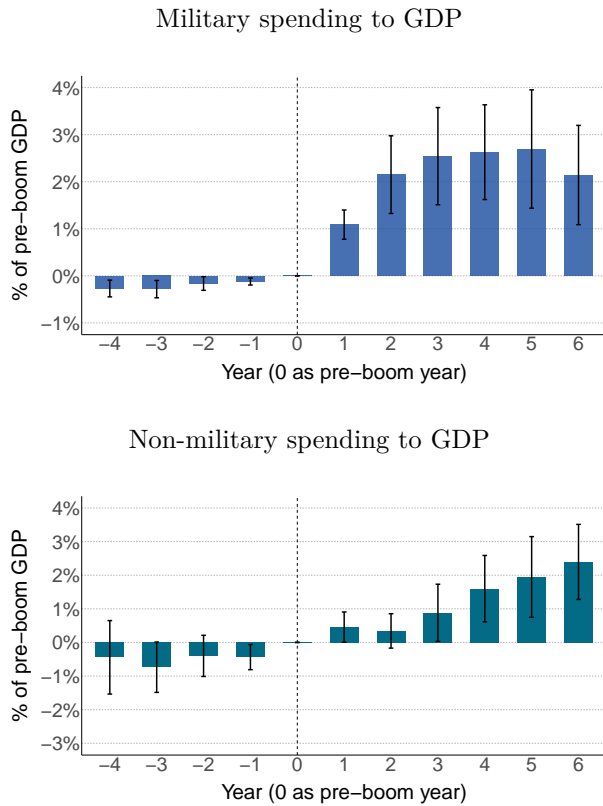 Military spending to GDP
4%
3%
2%
1%
0%
−1%
% of pre−boom GDP
−4 −3 −2 −1 0 1 2 3 4 5 6
Year (0 as pre−boom year)
Non-military spending to GDP
4%
3%
2%
1%
0%
−1%
−2%
−3%
% of pre−boom GDP
−4 −3 −2 −1 0 1 2 3 4 5 6
Year (0 as pre−boom year)